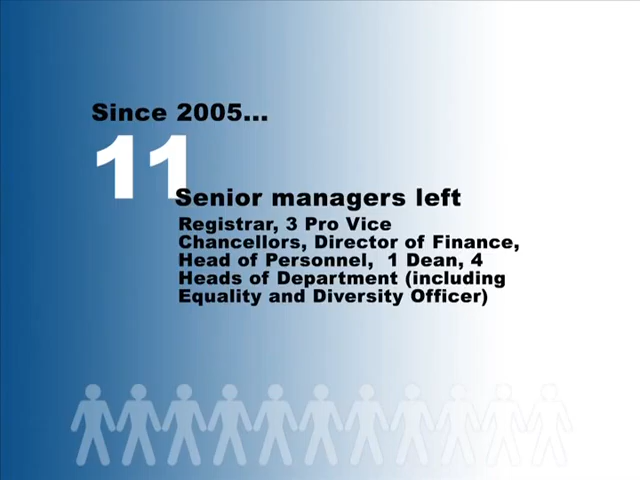 Since 2005...
11
Senior managers left
Registrar, 3 Pro Vice
Chancellors, Director of Finance,
Head of Personnel,  1 Dean, 4
Heads of Department (including
Equality and Diversity Officer)